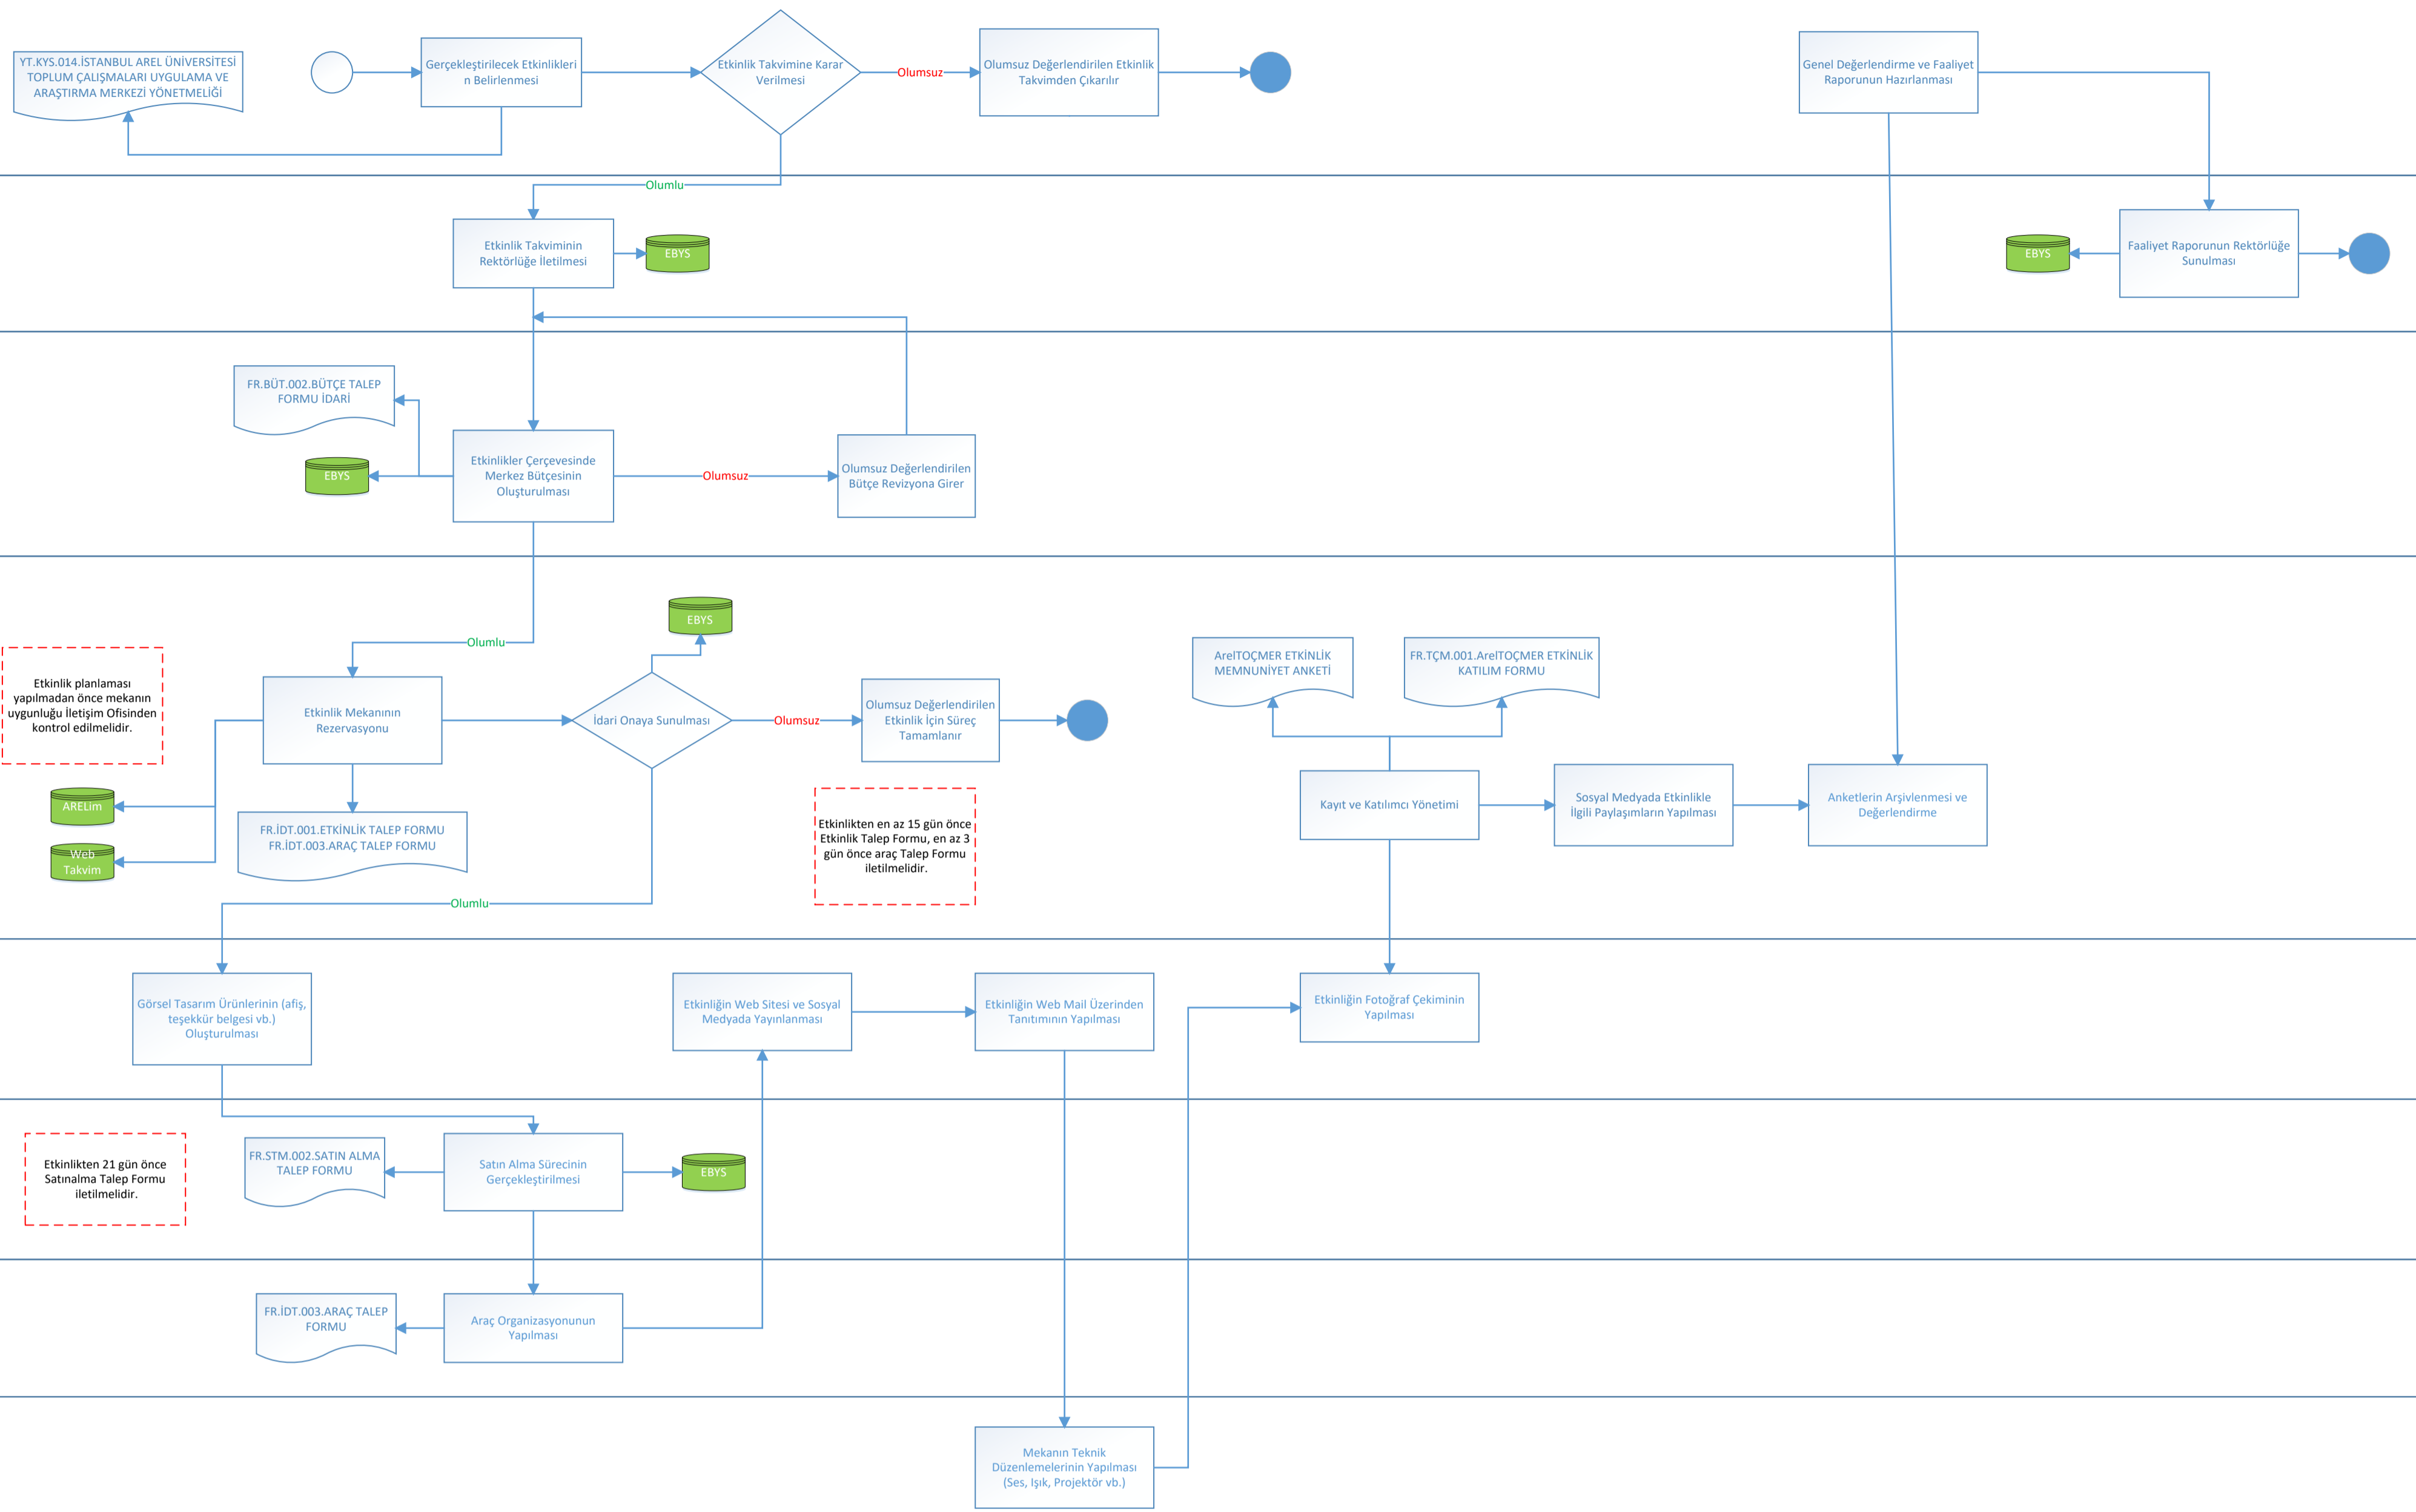 YT.KYS.014.İSTANBUL AREL ÜNİVERSİTESİ
TOPLUM ÇALIŞMALARI UYGULAMA VE
ARAŞTIRMA MERKEZİ YÖNETMELİĞİ
Gerçekleştirilecek Etkinlikleri
n Belirlenmesi
Etkinlik Takvimine Karar
Verilmesi
Olumsuz
Olumsuz Değerlendirilen Etkinlik
Takvimden Çıkarılır
Genel Değerlendirme ve Faaliyet
Raporunun Hazırlanması
Olumlu
Etkinlik Takviminin
Rektörlüğe İletilmesi
EBYS
EBYS
Faaliyet Raporunun Rektörlüğe
Sunulması
FR.BÜT.002.BÜTÇE TALEP
FORMU İDARİ
EBYS
Etkinlikler Çerçevesinde
Merkez Bütçesinin
Oluşturulması
Olumsuz
Olumsuz Değerlendirilen
Bütçe Revizyona Girer
Olumlu
EBYS
Etkinlik planlaması
yapılmadan önce mekanın
uygunluğu İletişim Ofisinden
kontrol edilmelidir.
Etkinlik Mekanının
Rezervasyonu
İdari Onaya Sunulması
Olumsuz
Olumsuz Değerlendirilen
Etkinlik İçin Süreç
Tamamlanır
ArelTOÇMER ETKİNLİK
MEMNUNİYET ANKETİ
FR.TÇM.001.ArelTOÇMER ETKİNLİK
KATILIM FORMU
ARELim
Web
Takvim
FR.İDT.001.ETKİNLİK TALEP FORMU
FR.İDT.003.ARAÇ TALEP FORMU
Etkinlikten en az 15 gün önce
Etkinlik Talep Formu, en az 3
gün önce araç Talep Formu
iletilmelidir.
Kayıt ve Katılımcı Yönetimi
Sosyal Medyada Etkinlikle
İlgili Paylaşımların Yapılması
Anketlerin Arşivlenmesi ve
Değerlendirme
Olumlu
Görsel Tasarım Ürünlerinin (afiş,
teşekkür belgesi vb.)
Oluşturulması
Etkinliğin Web Sitesi ve Sosyal
Medyada Yayınlanması
Etkinliğin Web Mail Üzerinden
Tanıtımının Yapılması
Etkinliğin Fotoğraf Çekiminin
Yapılması
Etkinlikten 21 gün önce
Satınalma Talep Formu
iletilmelidir.
FR.STM.002.SATIN ALMA
TALEP FORMU
Satın Alma Sürecinin
Gerçekleştirilmesi
EBYS
FR.İDT.003.ARAÇ TALEP
FORMU
Araç Organizasyonunun
Yapılması
Mekanın Teknik
Düzenlemelerinin Yapılması
(Ses, Işık, Projektör vb.)